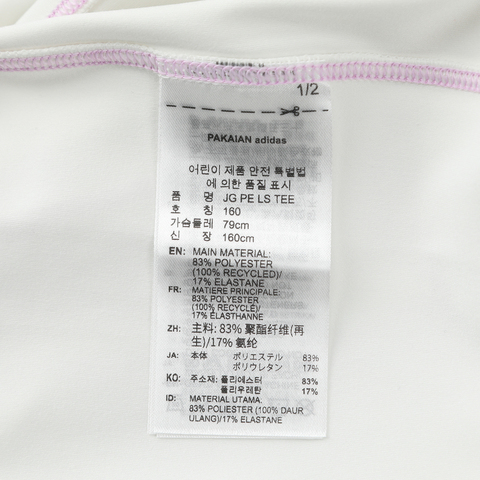 1/2
PAKAIAN adidas
어린이 제품 안전 특별법
에 의한 품질 표시
품 명 JG PE LS TEE
호 칭 160
가슴둘레 79cm
신 장 160cm
EN: MAIN MATERIAL:
83% POLYESTER
(100% RECYCLED)/
17% ELASTANE
FR: MATIERE PRINCIPALE:
83% POLYESTER
(100% RECYCLÉ)/
17% ÉLASTHANNE
ZH: 主料: 83% 聚酯纤维(再
生)/17% 氨纶
JA: 本体 ポリエステル 83%
ポリウレタン 17%
KO: 주소재: 폴리에스터 83%
폴리우레탄 17%
ID: MATERIAL UTAMA:
83% POLIESTER (100% DAUR
ULANG)/17% ELASTANE